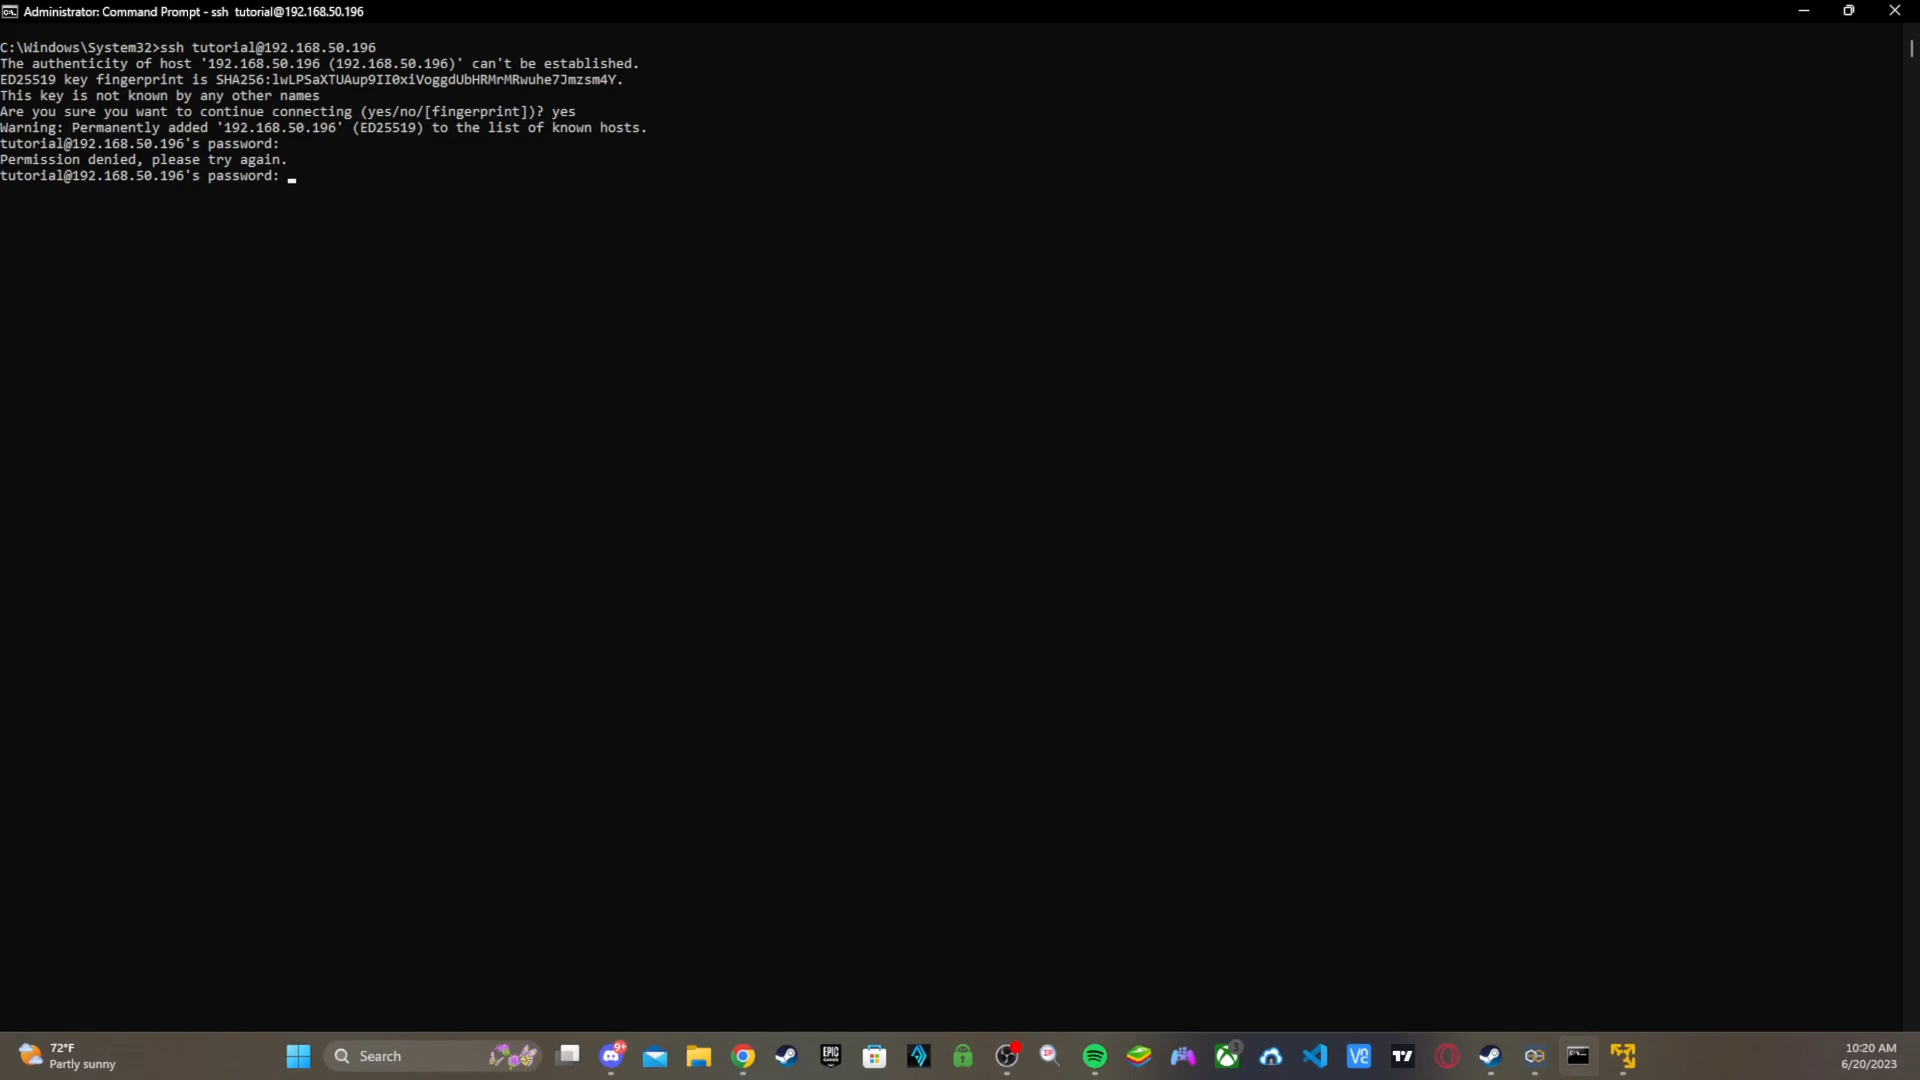 Administrator: Command Prompt - ssh  tutorial@192.168.50.196
C:\Windows\System32>ssh tutorial@192.168.50.196
The authenticity of host '192.168.50.196 (192.168.50.196)' can't be established.
ED25519 key fingerprint is SHA256:lwLPSaXTUAup9II0xiVoggdUbHRMrMRwuhe7Jmzsm4Y.
This key is not known by any other names
Are you sure you want to continue connecting (yes/no/[fingerprint])? yes
Warning: Permanently added '192.168.50.196' (ED25519) to the list of known hosts.
tutorial@192.168.50.196's password:
Permission denied, please try again.
tutorial@192.168.50.196's password:
72°F
Partly sunny
Search
9+
EPIC
GAMES
IP
3
10:20 AM
6/20/2023